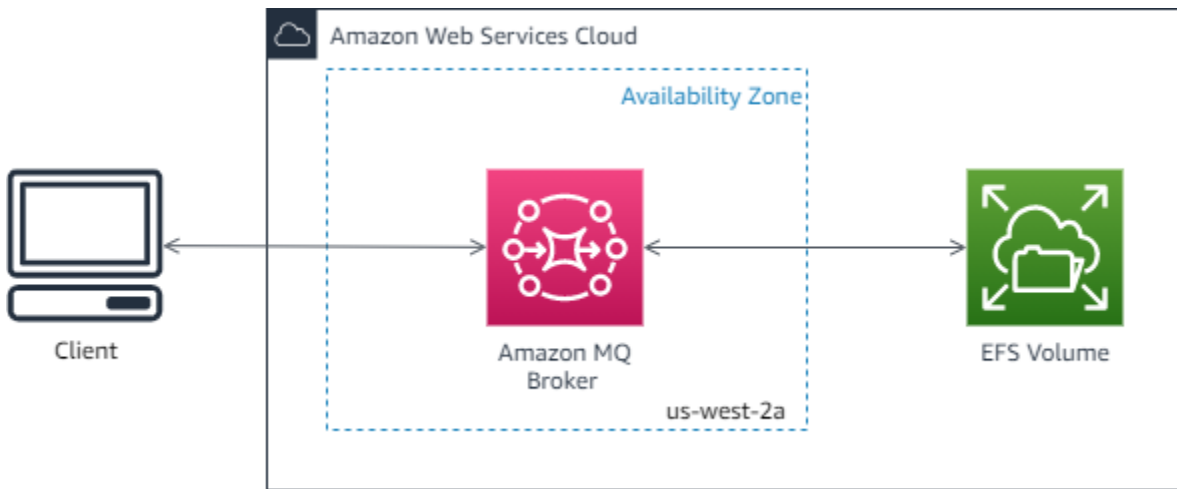 Amazon Web Services Cloud
Availability Zone
Client
Amazon MQ
Broker
EFS Volume
us-west-2a